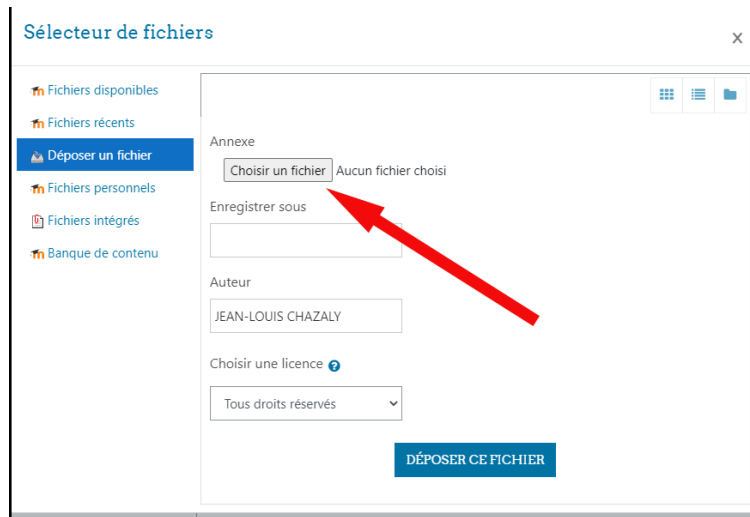 Sélecteur de fichiers
×
Fichiers disponibles
Fichiers récents
Déposer un fichier
Fichiers personnels
Fichiers intégrés
Banque de contenu
Annexe
Choisir un fichier Aucun fichier choisi
Enregistrer sous
Auteur
JEAN-LOUIS CHAZALY
Choisir une licence ?
Tous droits réservés
DÉPOSER CE FICHIER